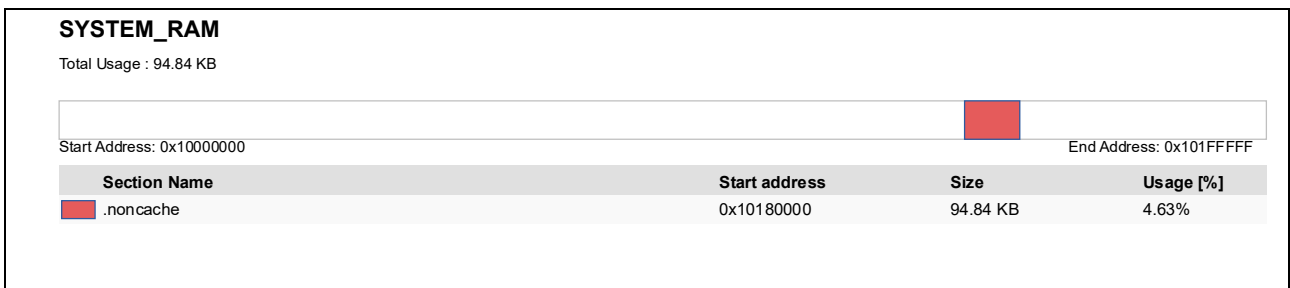 SYSTEM_RAM
Total Usage : 94.84 KB
Start Address: 0x10000000 End Address: 0x101FFFFF
Section Name Start address Size Usage [%]
.noncache 0x10180000 94.84 KB 4.63%